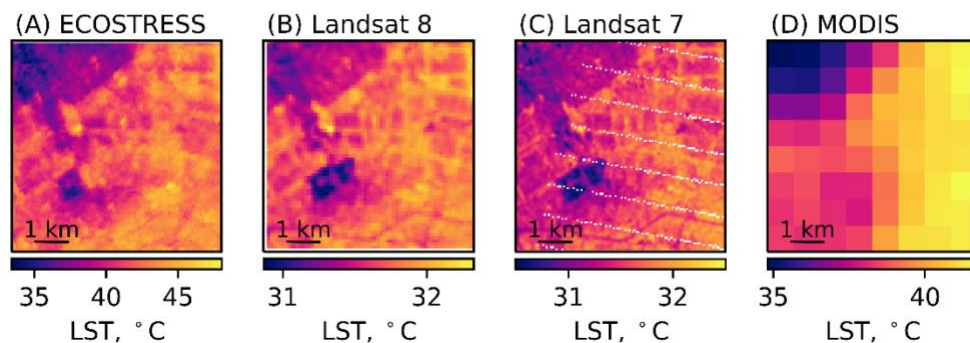 (A) ECOSTRESS (B) Landsat 8 (C) Landsat 7 (D) MODIS
1 km 1 km 1 km 1 km
35 40 45 31 32 31 32 35 40
LST, °C LST, °C LST, °C LST, °C